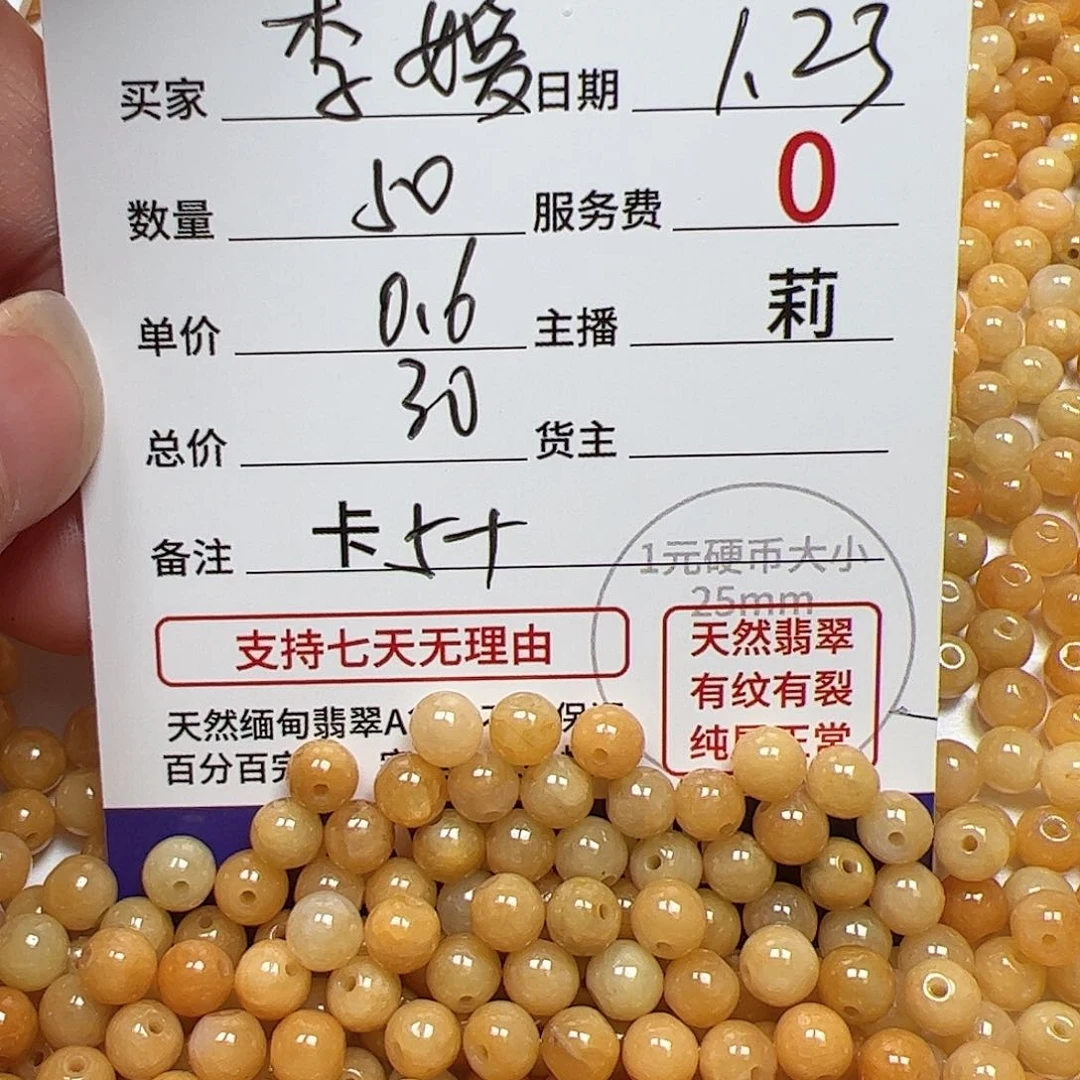 买家 李媛 日期 1.23
数量 50 服务费 0
单价 0.6 主播 莉
总价 30 货主
备注 卡5十
1元硬币大小
25mm
支持七天无理由
天然翡翠
有纹有裂
天然缅甸翡翠A
百分百